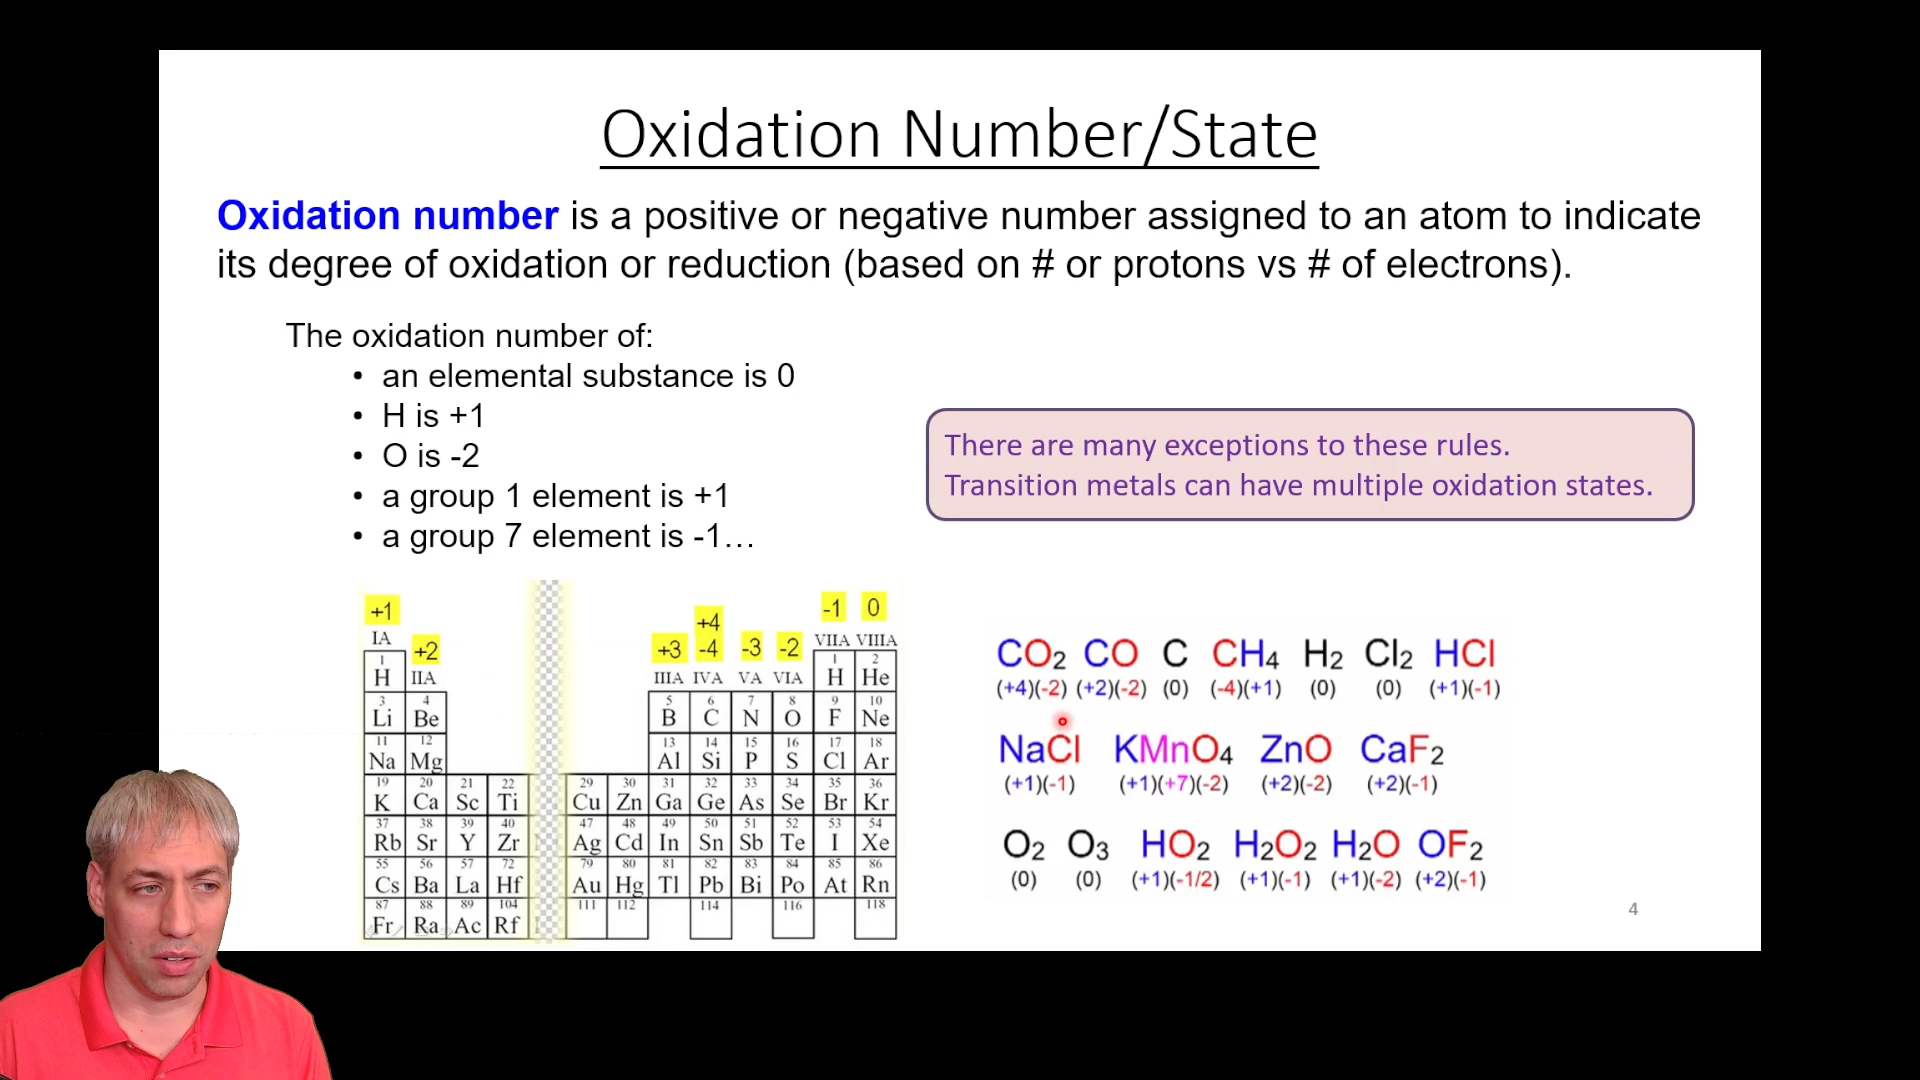 Oxidation Number/State
Oxidation number is a positive or negative number assigned to an atom to indicate
its degree of oxidation or reduction (based on # or protons vs # of electrons).
The oxidation number of:
• an elemental substance is 0
• H is +1
• O is -2
• a group 1 element is +1
• a group 7 element is -1…
There are many exceptions to these rules.
Transition metals can have multiple oxidation states.
+1 -1 0
+4
IA VIIA VIIIA
+2 +3 -4 -3 -2
1 1 2
H IIA IIIA IVA VA VIA H He
3 4 5 6 7 8 9 10
Li Be B C N O F Ne
11 12 13 14 15 16 17 18
Na Mg Al Si P S Cl Ar
19 20 21 22 29 30 31 32 33 34 35 36
K Ca Sc Ti Cu Zn Ga Ge As Se Br Kr
37 38 39 40 47 48 49 50 51 52 53 54
Rb Sr Y Zr Ag Cd In Sn Sb Te I Xe
55 56 57 72 79 80 81 82 83 84 85 86
Cs Ba La Hf Au Hg Tl Pb Bi Po At Rn
87 88 89 104 111 112 114 116 118
Fr Ra Ac Rf
CO2 CO C CH4 H2 Cl2 HCl
(+4)(-2) (+2)(-2) (0) (-4)(+1) (0) (0) (+1)(-1)
NaCl KMnO4 ZnO CaF2
(+1)(-1) (+1)(+7)(-2) (+2)(-2) (+2)(-1)
O2 O3 HO2 H2O2 H2O OF2
(0) (0) (+1)(-1/2) (+1)(-1) (+1)(-2) (+2)(-1)
4